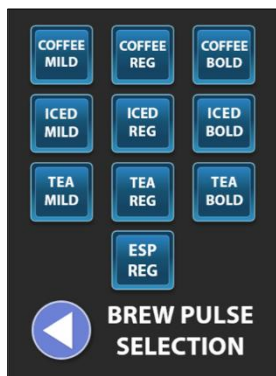 COFFEE MILD
COFFEE REG
COFFEE BOLD
ICED MILD
ICED REG
ICED BOLD
TEA MILD
TEA REG
TEA BOLD
ESP REG
BREW PULSE
SELECTION